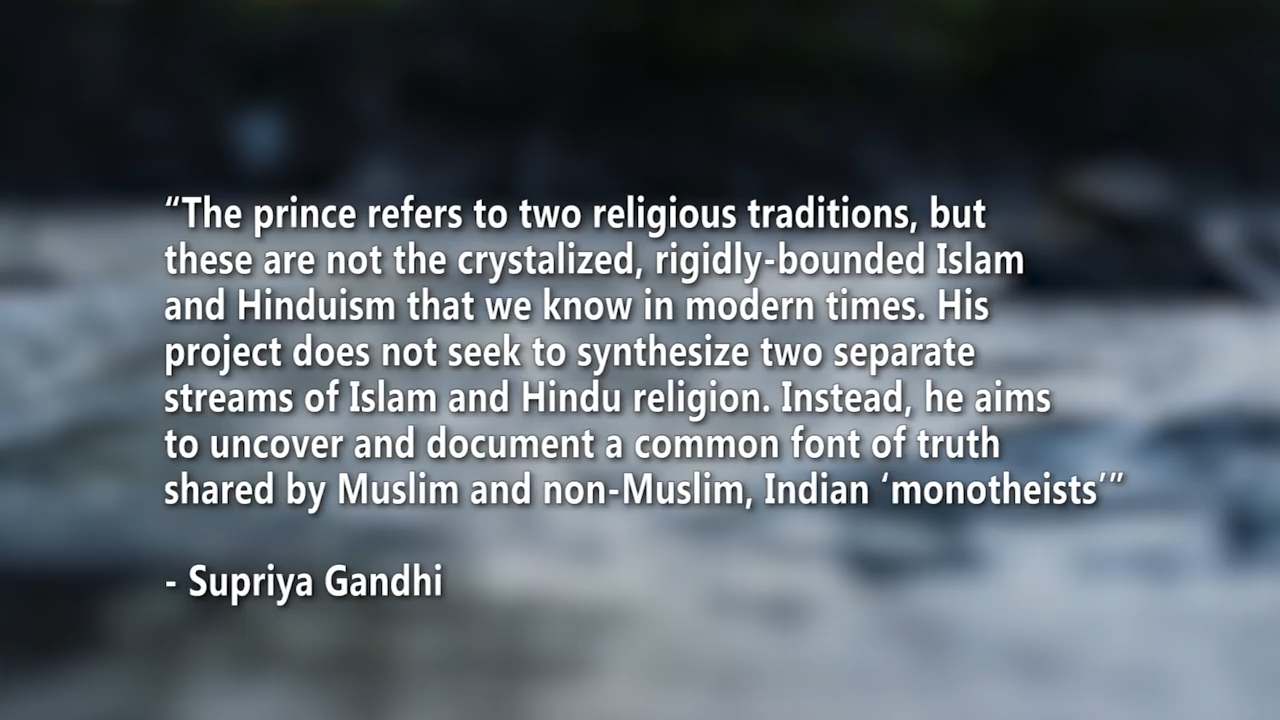 “The prince refers to two religious traditions, but
these are not the crystalized, rigidly-bounded Islam
and Hinduism that we know in modern times. His
project does not seek to synthesize two separate
streams of Islam and Hindu religion. Instead, he aims
to uncover and document a common font of truth
shared by Muslim and non-Muslim, Indian ‘monotheists’”
- Supriya Gandhi